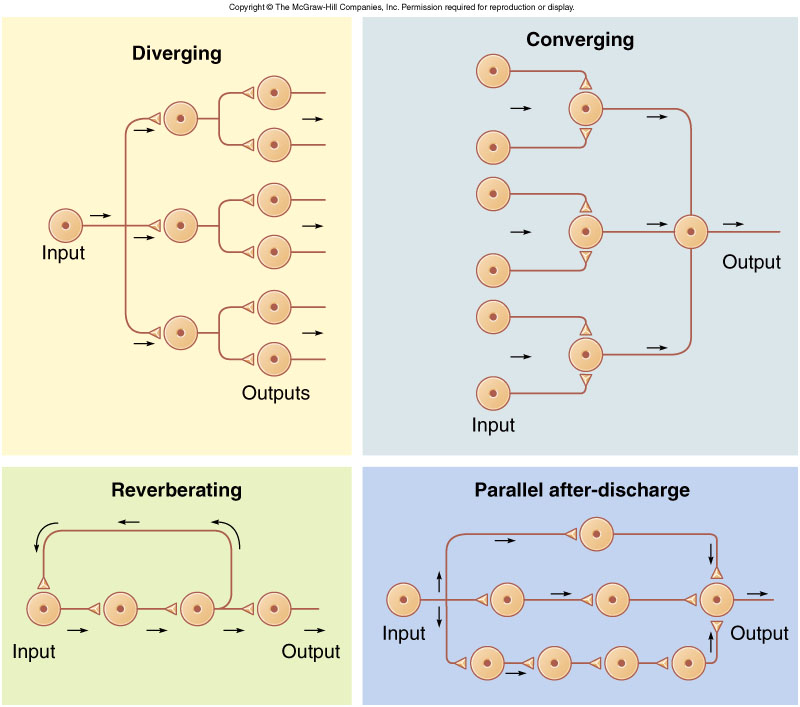 Copyright © The McGraw-Hill Companies, Inc. Permission required for reproduction or display.
Diverging
Input
Outputs
Converging
Output
Input
Reverberating
Input
Output
Parallel after-discharge
Input
Output